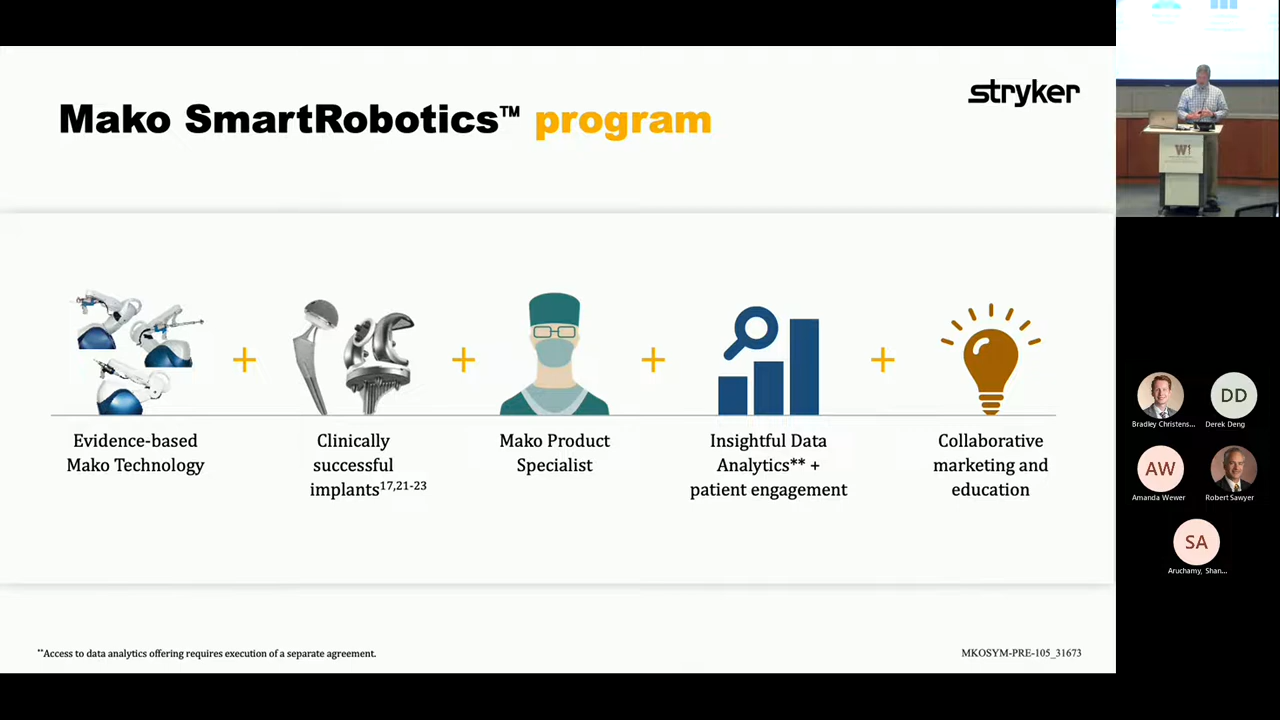 Mako SmartRobotics™ program
stryker
Evidence-based
Mako Technology
+
Clinically
successful
implants17,21-23
+
Mako Product
Specialist
+
Insightful Data
Analytics** +
patient engagement
+
Collaborative
marketing and
education
**Access to data analytics offering requires execution of a separate agreement.
MKOSYM-PRE-105_31673
W
Bradley Christens...
DD
Derek Deng
AW
Amanda Wewer
Robert Sawyer
SA
Aruchamy, Shan...